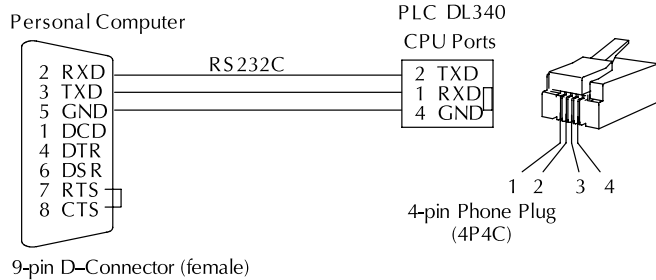 Personal Computer
PLC DL340
CPU Ports
RS232C
2 RXD
3 TXD
5 GND
1 DCD
4 DTR
6 DSR
7 RTS
8 CTS
2 TXD
1 RXD
4 GND
1 2 3 4
4-pin Phone Plug
(4P4C)
9-pin D–Connector (female)